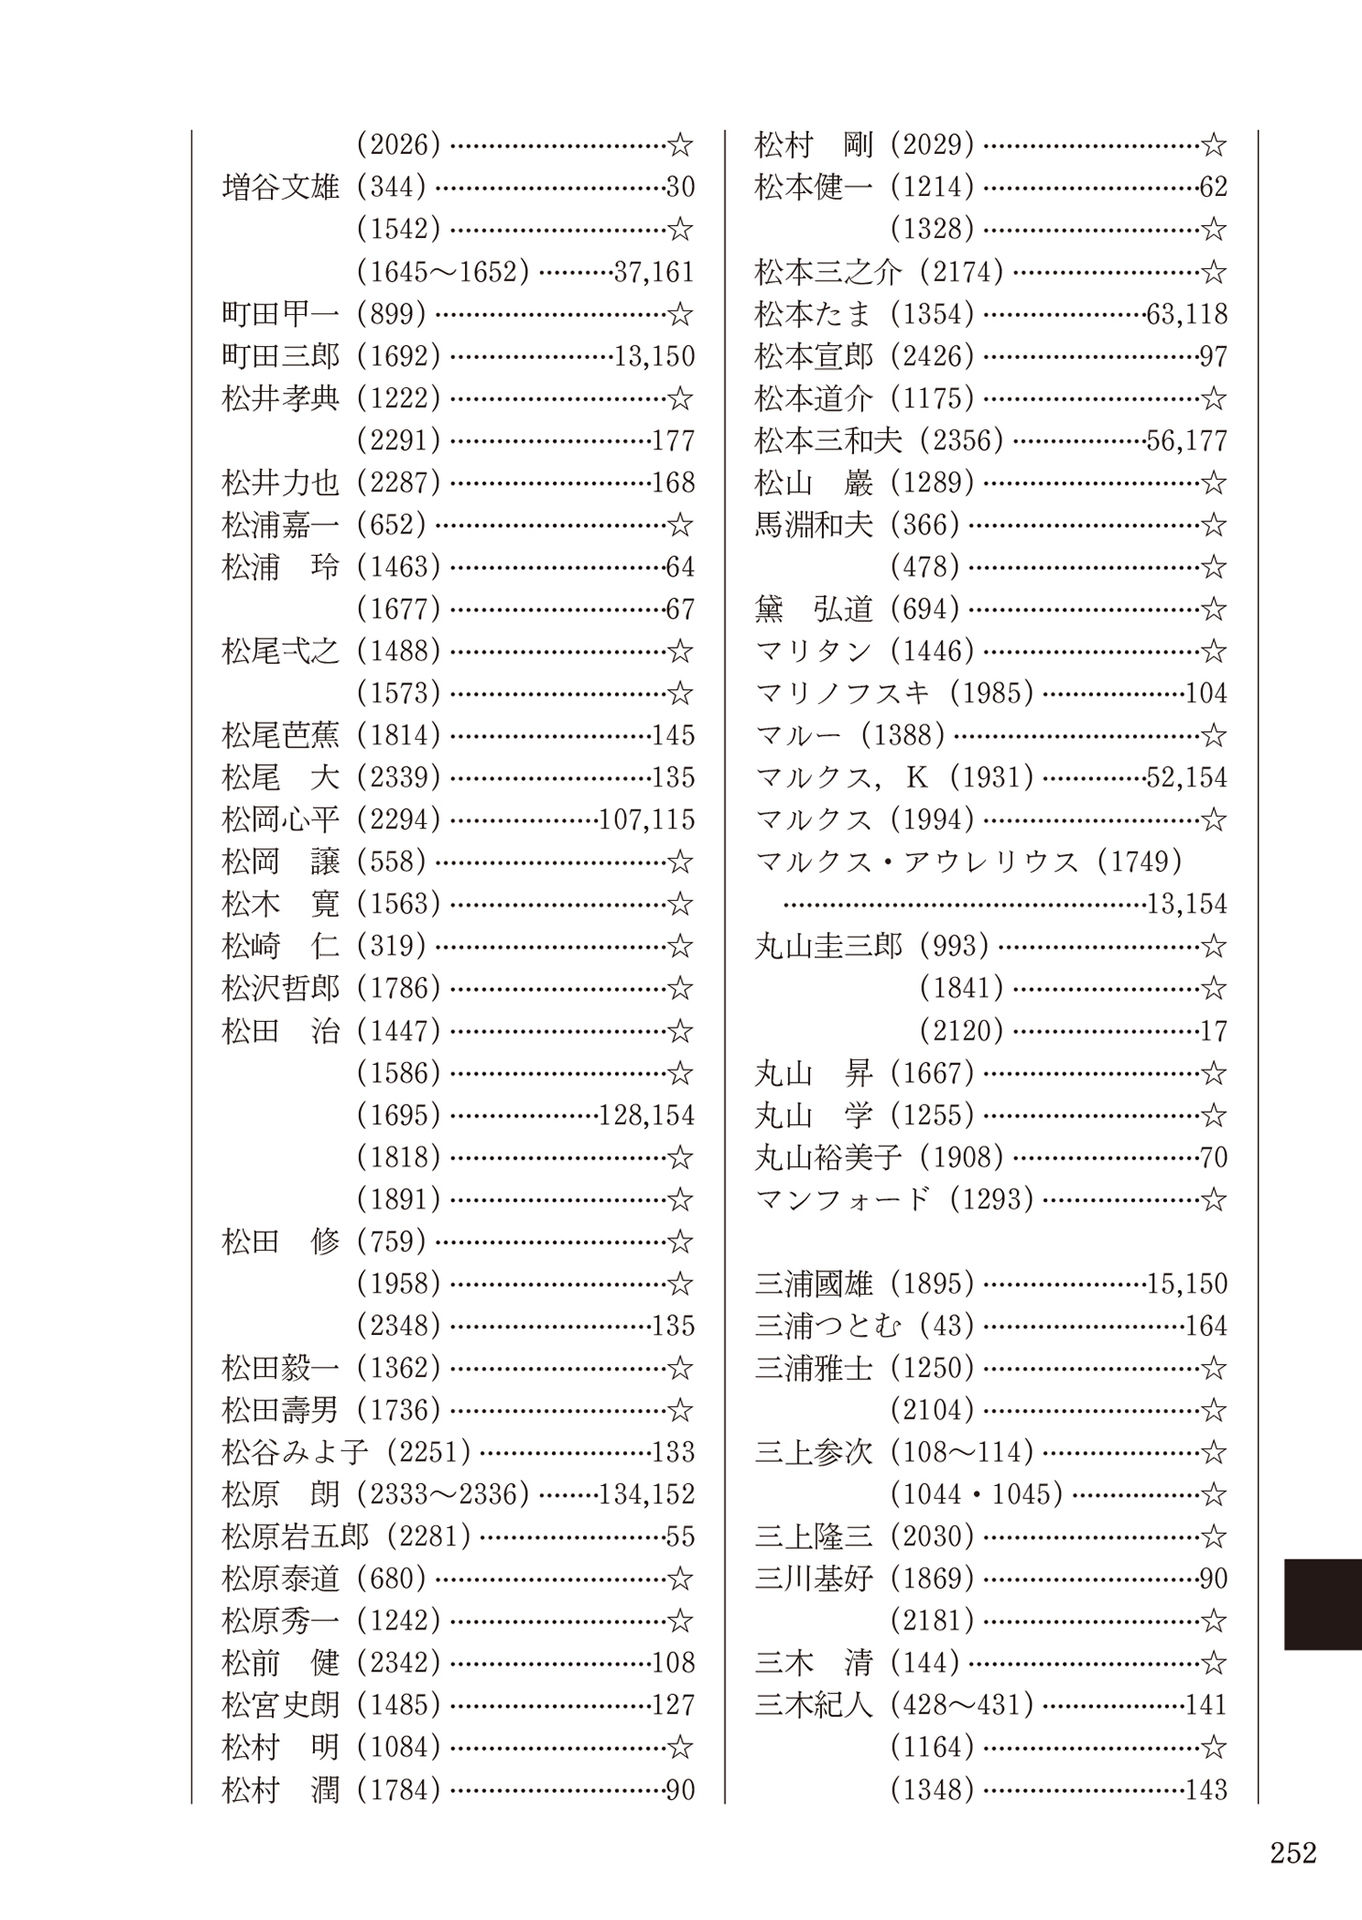 (2026)…………………………☆
増谷文雄(344)…………………………30
(1542)…………………………☆
(1645～1652)………37,161
町田甲一(899)…………………………☆
町田三郎(1692)…………………13,150
松井孝典(1222)…………………………☆
(2291)………………………177
松井力也(2287)………………………168
松浦嘉一(652)…………………………☆
松浦　玲(1463)…………………………64
(1677)…………………………67
松尾弌之(1488)…………………………☆
(1573)…………………………☆
松尾芭蕉(1814)………………………145
松尾　大(2339)………………………135
松岡心平(2294)…………………107,115
松岡　譲(558)…………………………☆
松木　寛(1563)…………………………☆
松崎　仁(319)…………………………☆
松沢哲郎(1786)…………………………☆
松田　治(1447)…………………………☆
(1586)…………………………☆
(1695)…………………128,154
(1818)…………………………☆
(1891)…………………………☆
松田　修(759)…………………………☆
(1958)…………………………☆
(2348)………………………135
松田毅一(1362)…………………………☆
松田壽男(1736)…………………………☆
松谷みよ子(2251)……………………133
松原　朗(2333～2336)………134,152
松原岩五郎(2281)………………………55
松原泰道(680)…………………………☆
松原秀一(1242)…………………………☆
松前　健(2342)………………………108
松宮史朗(1485)………………………127
松村　明(1084)…………………………☆
松村　潤(1784)…………………………90
松村　剛(2029)…………………………☆
松本健一(1214)…………………………62
(1328)…………………………☆
松本三之介(2174)………………………☆
松本たま(1354)…………………63,118
松本宣郎(2426)…………………………97
松本道介(1175)…………………………☆
松本三和夫(2356)………………56,177
松山　巖(1289)…………………………☆
馬淵和夫(366)…………………………☆
(478)…………………………☆
黛　弘道(694)…………………………☆
マリタン(1446)…………………………☆
マリノフスキ(1985)…………………104
マルー(1388)……………………………☆
マルクス，K(1931)……………52,154
マルクス(1994)…………………………☆
マルクス・アウレリウス(1749)
…………………………………………13,154
丸山圭三郎(993)………………………☆
(1841)………………………☆
(2120)………………………17
丸山　昇(1667)…………………………☆
丸山　学(1255)…………………………☆
丸山裕美子(1908)………………………70
マンフォード(1293)…………………☆
三浦國雄(1895)…………………15,150
三浦つとむ(43)………………………164
三浦雅士(1250)…………………………☆
(2104)…………………………☆
三上参次(108～114)…………………☆
(1044・1045)………………☆
三上隆三(2030)…………………………☆
三川基好(1869)…………………………90
(2181)…………………………☆
三木　清(144)…………………………☆
三木紀人(428～431)…………………141
(1164)…………………………☆
(1348)………………………143
252